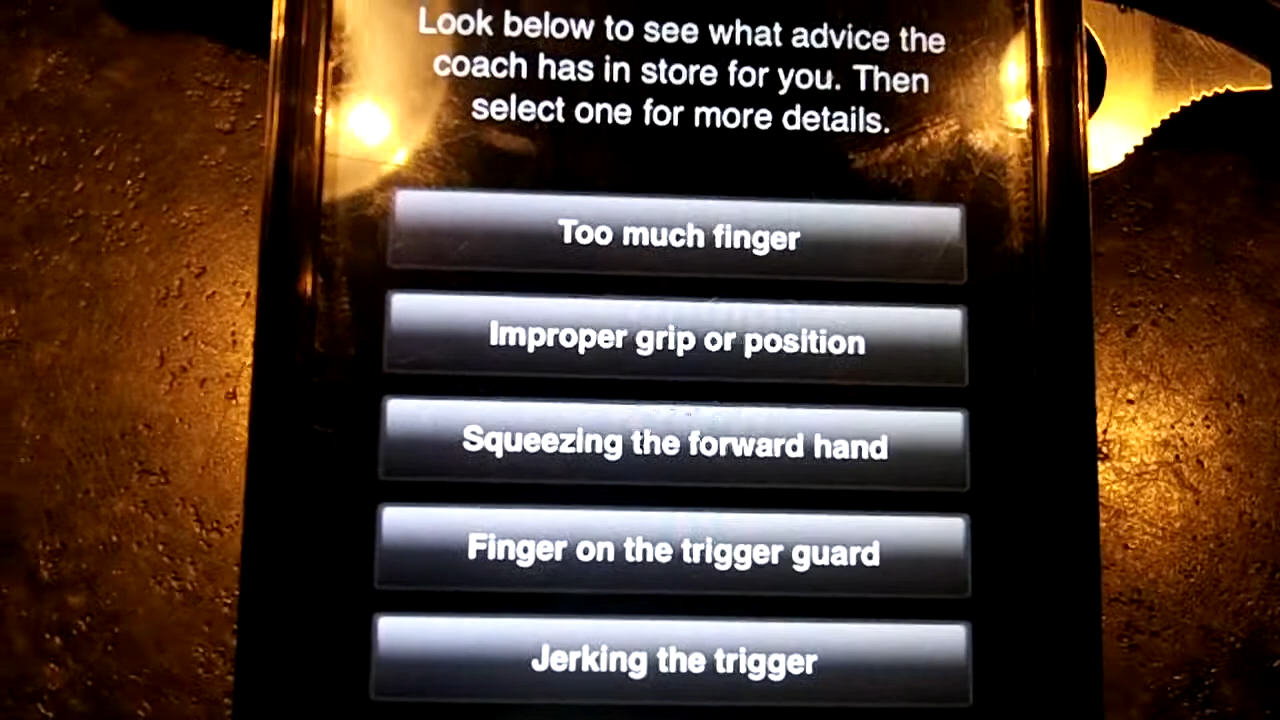 Look below to see what advice the
coach has in store for you. Then
select one for more details.
Too much finger
Improper grip or position
Squeezing the forward hand
Finger on the trigger guard
Jerking the trigger